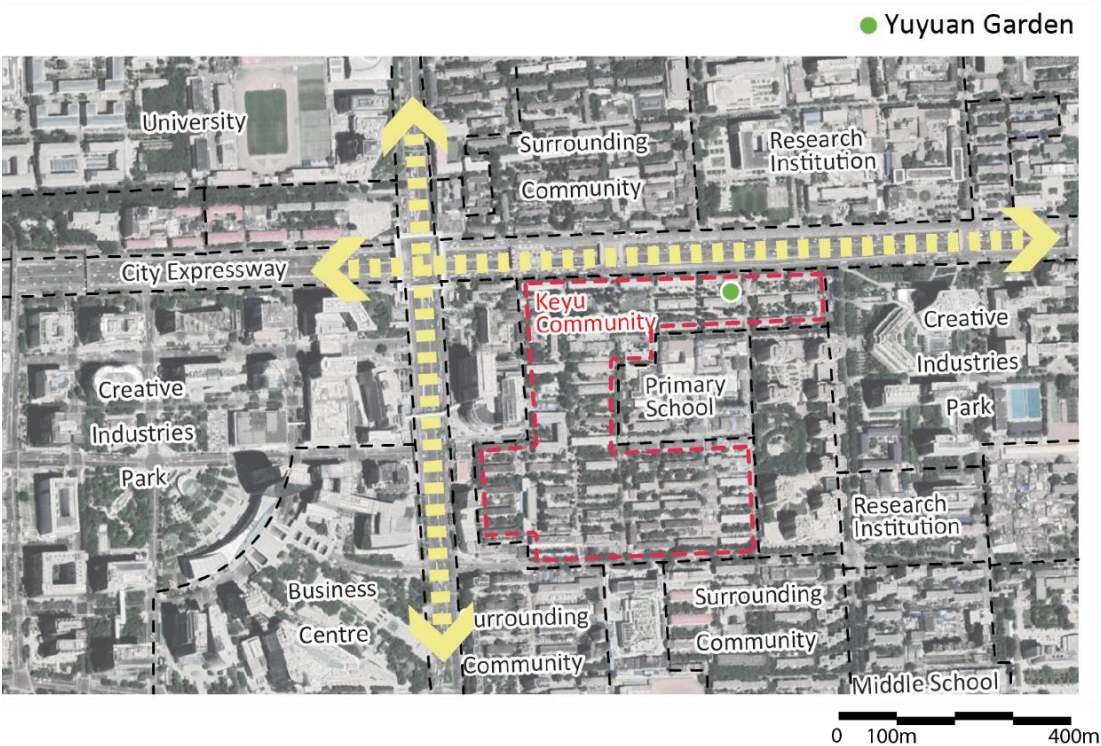 Yuyuan Garden
University
Surrounding
Community
Research
Institution
City Expressway
Keyu
Community
Creative
Industries
Park
Primary
School
Creative
Industries
Park
Research
Institution
Business
Centre
urrounding
Community
Surrounding
Community
Middle School
0 100m 400m